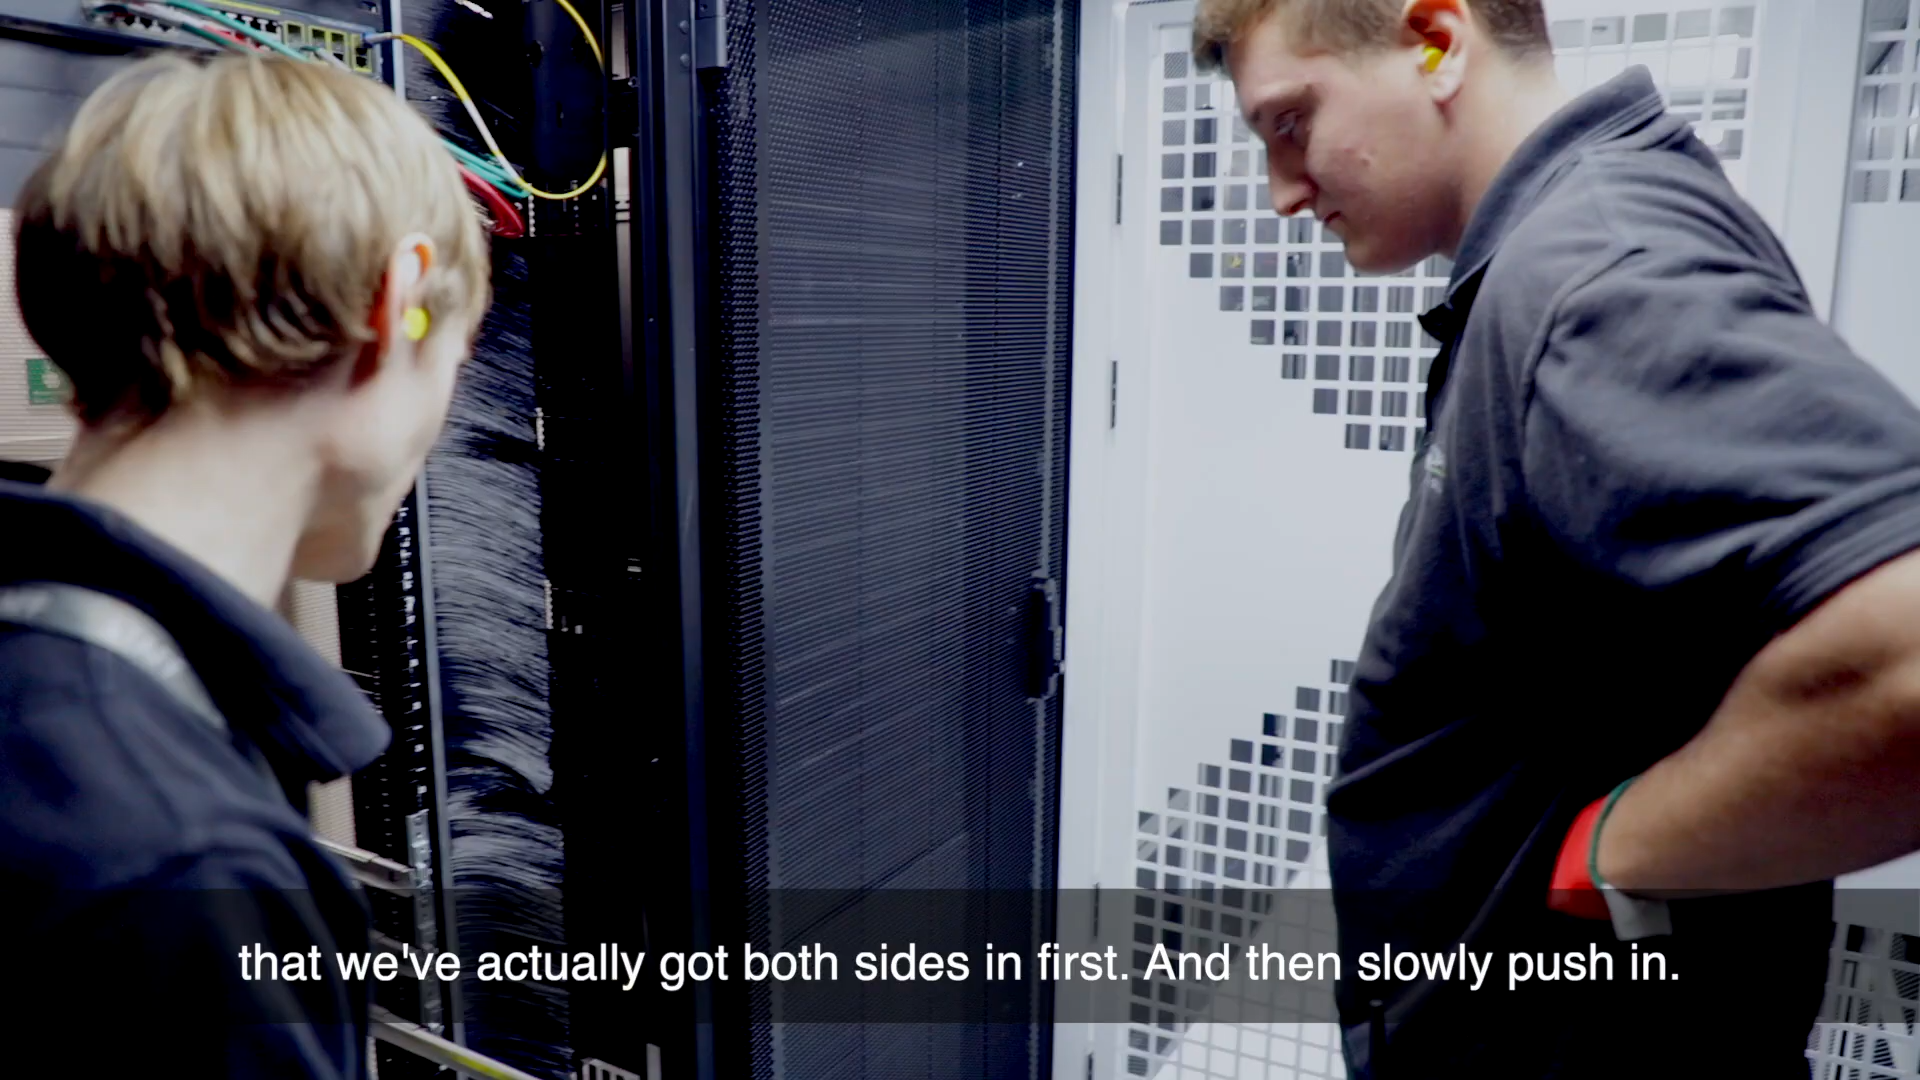 that we've actually got both sides in first. And then slowly push in.